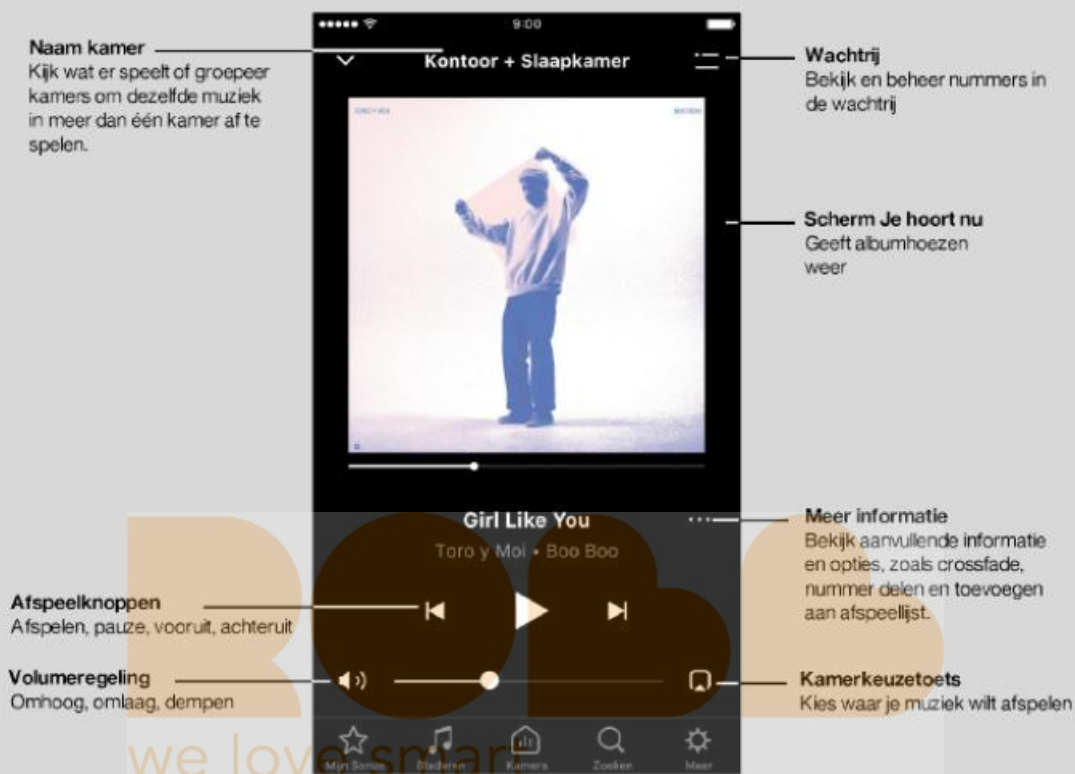 9:00
Naam kamer
Kijk wat er speelt of groepeer
kamers om dezelfde muziek
in meer dan één kamer af te
spelen.
Kontoor + Slaapkamer
Wachtrij
Bekijk en beheer nummers in
de wachtrij
Scherm Je hoort nu
Geeft albumhoezen
weer
Girl Like You
Toro y Moi • Boo Boo
Meer informatie
Bekijk aanvullende informatie
en opties, zoals crossfade,
nummer delen en toevoegen
aan afspeellijst.
Afspeelknoppen
Afspelen, pauze, vooruit, achteruit
Volumeregeling
Omhoog, omlaag, dempen
Kamerkeuzetoets
Kies waar je muziek wilt afspelen
Mijn Sonos
Bladeren
Kamers
Zoeken
Meer
ROBB
we love smart